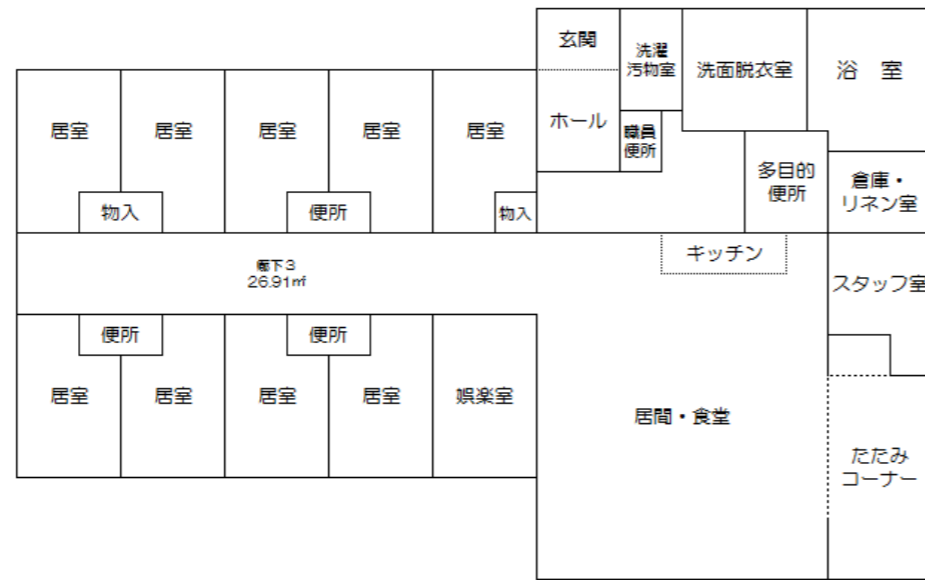 玄関
洗濯
汚物室
洗面脱衣室
浴 室
居室
居室
居室
居室
居室
ホール
職員
便所
多目的
便所
倉庫・
リネン室
物入
便所
物入
キッチン
廊下3
26.91㎡
スタッフ室
便所
便所
居室
居室
居室
居室
娯楽室
居間・食堂
たたみ
コーナー